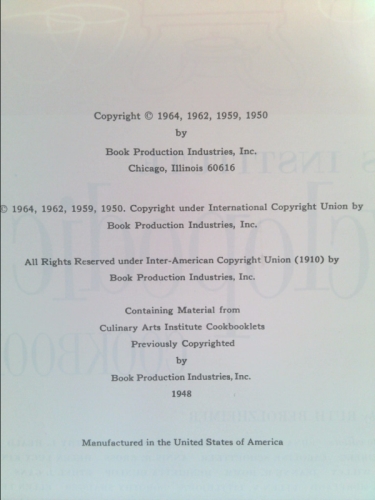 Copyright © 1964, 1962, 1959, 1950
by
Book Production Industries, Inc.
Chicago, Illinois 60616
© 1964, 1962, 1959, 1950. Copyright under International Copyright Union by
Book Production Industries, Inc.
All Rights Reserved under Inter-American Copyright Union (1910) by
Book Production Industries, Inc.
Containing Material from
Culinary Arts Institute Cookbooklets
Previously Copyrighted
by
Book Production Industries, Inc.
1948
Manufactured in the United States of America